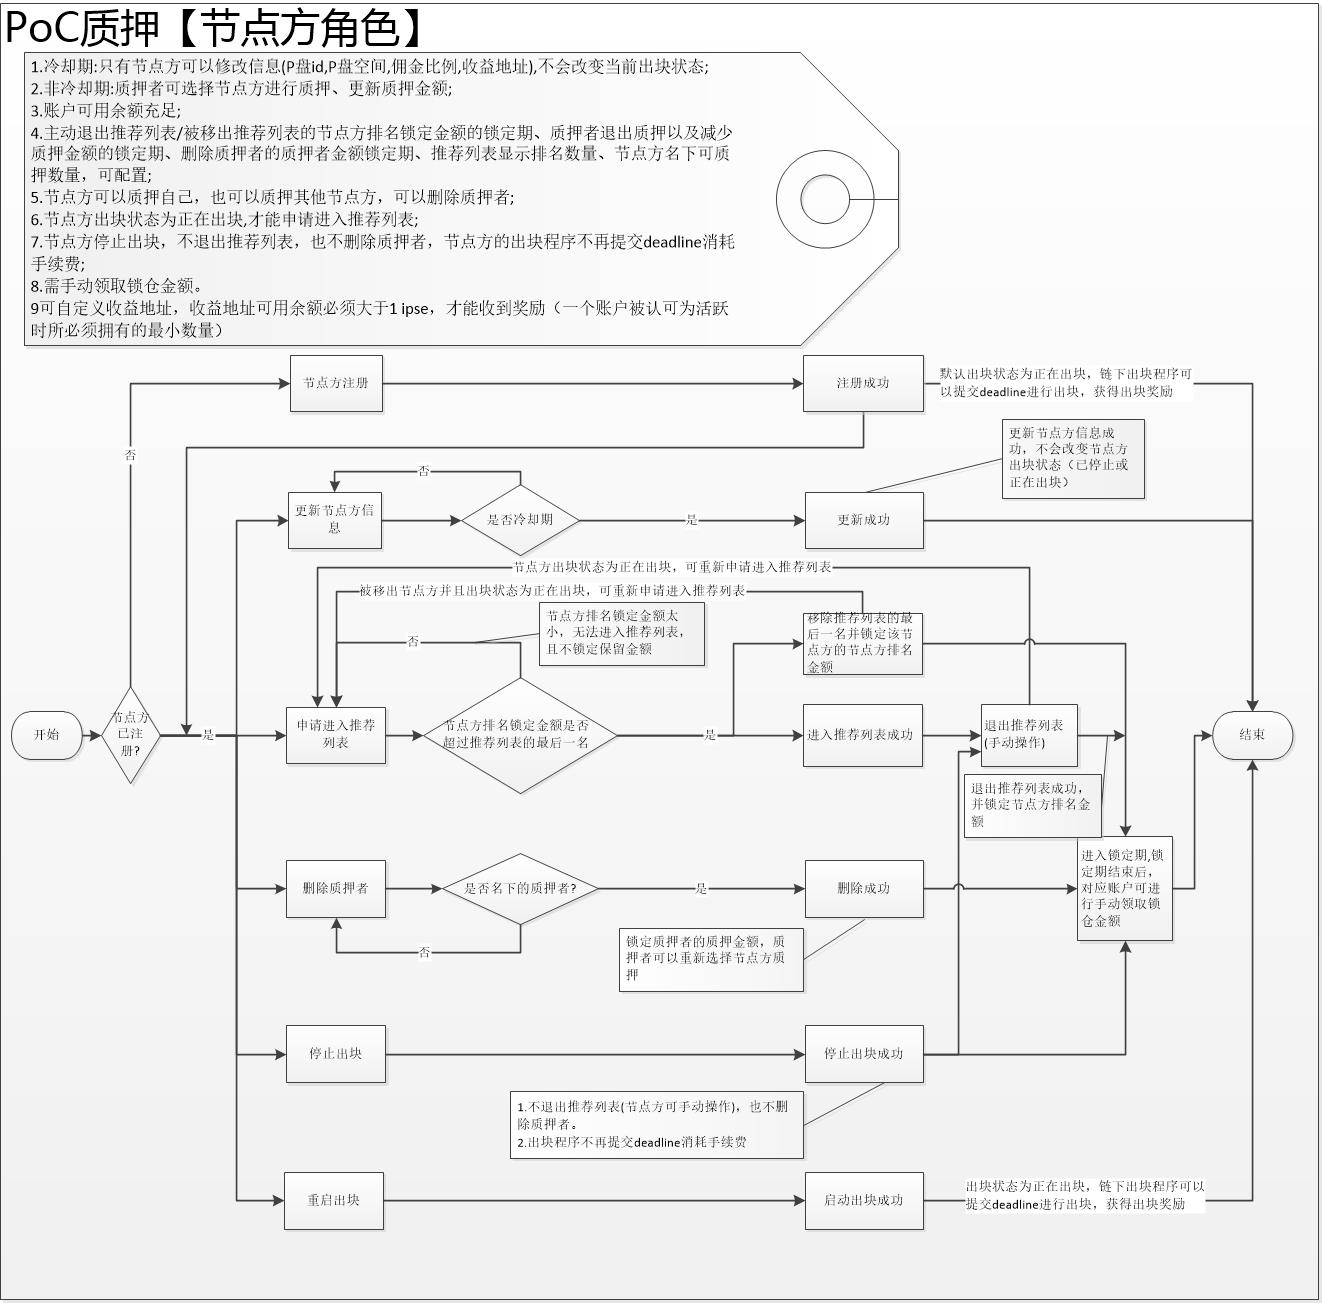 PoC质押【节点方角色】
1.冷却期:只有节点方可以修改信息(P盘id,P盘空间,佣金比例,收益地址),不会改变当前出块状态;
2.非冷却期:质押者可选择节点方进行质押、更新质押金额;
3.账户可用余额充足;
4.主动退出推荐列表/被移出推荐列表的节点方排名锁定金额的锁定期、质押者退出质押以及减少
质押金额的锁定期、删除质押者的质押者金额锁定期、推荐列表显示排名数量、节点方名下可质
押数量，可配置;
5.节点方可以质押自己，也可以质押其他节点方，可以删除质押者;
6.节点方出块状态为正在出块,才能申请进入推荐列表;
7.节点方停止出块，不退出推荐列表，也不删除质押者，节点方的出块程序不再提交deadline消耗
手续费;
8.需手动领取锁仓金额。
9可自定义收益地址，收益地址可用余额必须大于1 ipse，才能收到奖励（一个账户被认可为活跃
时所必须拥有的最小数量）
节点方注册
注册成功
默认出块状态为正在出块，链下出块程序可
以提交deadline进行出块，获得出块奖励
否
更新节点方信息成
功，不会改变节点方
出块状态（已停止或
正在出块）
否
更新节点方信
息
是否冷却期
是
更新成功
节点方出块状态为正在出块，可重新申请进入推荐列表
被移出节点方并且出块状态为正在出块，可重新申请进入推荐列表
节点方排名锁定金额太
小，无法进入推荐列表，
且不锁定保留金额
否
移除推荐列表的最
后一名并锁定该节
点方的节点方排名
金额
开始
节点方
已注
册?
是
申请进入推荐
列表
节点方排名锁定金额是否
超过推荐列表的最后一名
是
进入推荐列表成功
退出推荐列表
(手动操作)
结束
退出推荐列表成功，
并锁定节点方排名金
额
进入锁定期,锁
定期结束后，
对应账户可进
行手动领取锁
仓金额
删除质押者
是否名下的质押者?
是
删除成功
否
锁定质押者的质押金额，质
押者可以重新选择节点方质
押
停止出块
停止出块成功
1.不退出推荐列表(节点方可手动操作)，也不删
除质押者。
2.出块程序不再提交deadline消耗手续费
重启出块
启动出块成功
出块状态为正在出块，链下出块程序可以
提交deadline进行出块，获得出块奖励